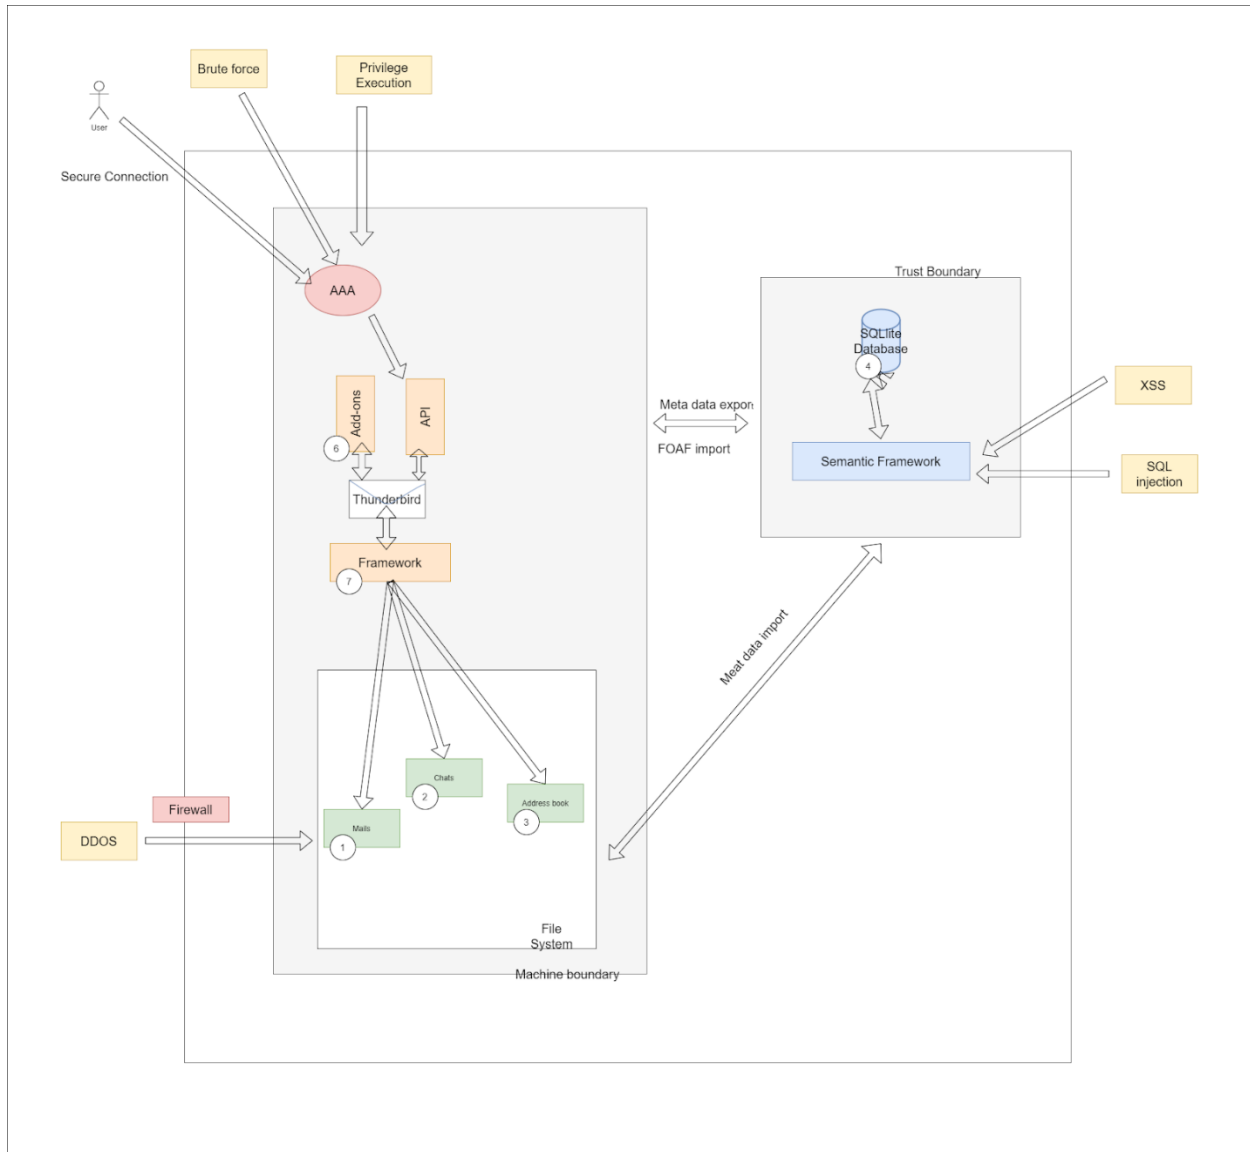 Brute force
Privilege
Execution
User
Secure Connection
AAA
Trust Boundary
SQLlite
Database
4
Add-ons
API
6
Meta data expor
FOAF import
XSS
Semantic Framework
SQL
injection
Thunderbird
Framework
7
Meat data import
Chats
2
Address book
3
Firewall
Mails
1
DDOS
File
System
Machine boundary